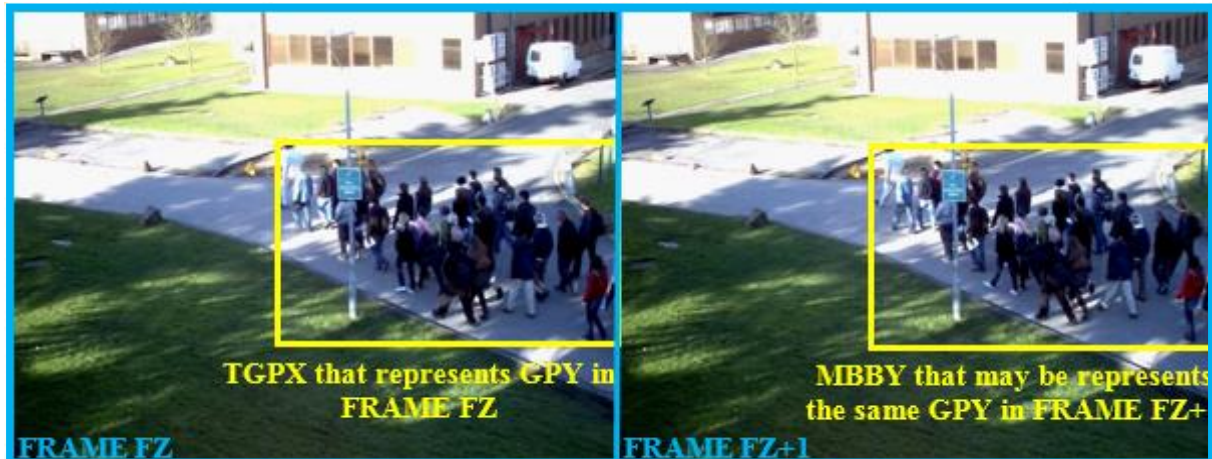 TGPX that represents GPY in
FRAME FZ
FRAME FZ
MBBY that may be represents
the same GPY in FRAME FZ+
FRAME FZ+1